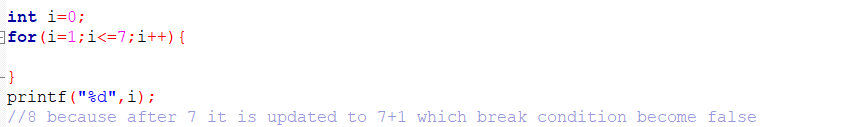 int i=0;
for(i=1;i<=7;i++){
}
printf("%d",i);
//8 because after 7 it is updated to 7+1 which break condition become false